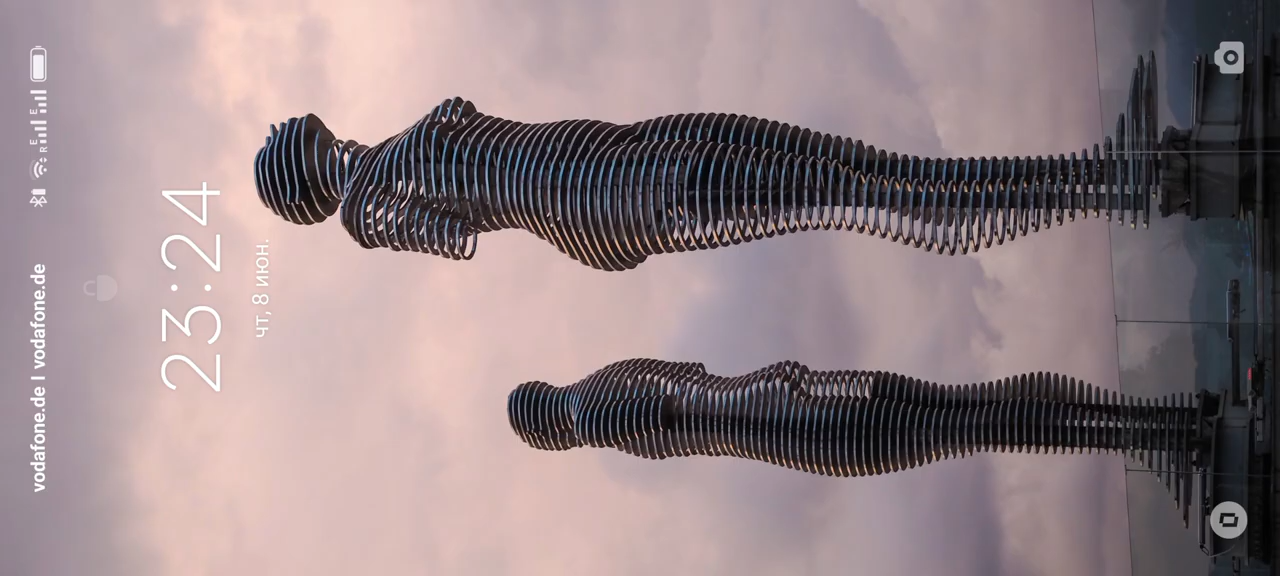 vodafone.de | vodafone.de
R E E
23:24
чт, 8 июн.